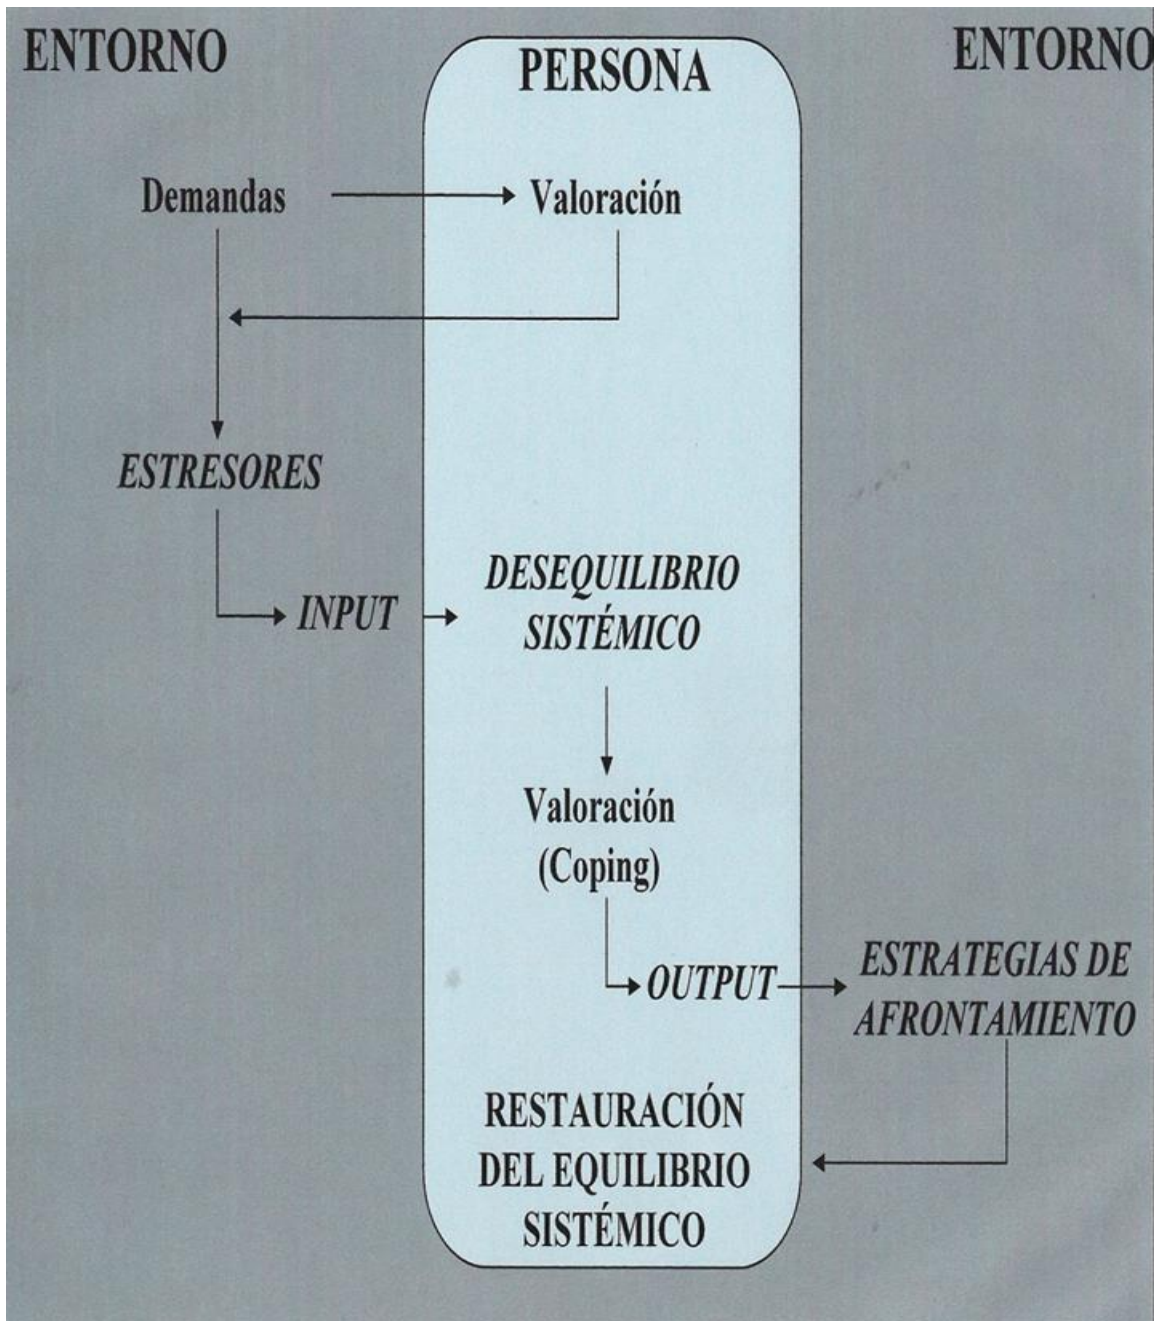 ENTORNO
PERSONA
ENTORNO
Demandas
Valoración
ESTRESORES
INPUT
DESEQUILIBRIO
SISTÉMICO
Valoración
(Coping)
OUTPUT
ESTRATEGIAS DE
AFRONTAMIENTO
RESTAURACIÓN
DEL EQUILIBRIO
SISTÉMICO